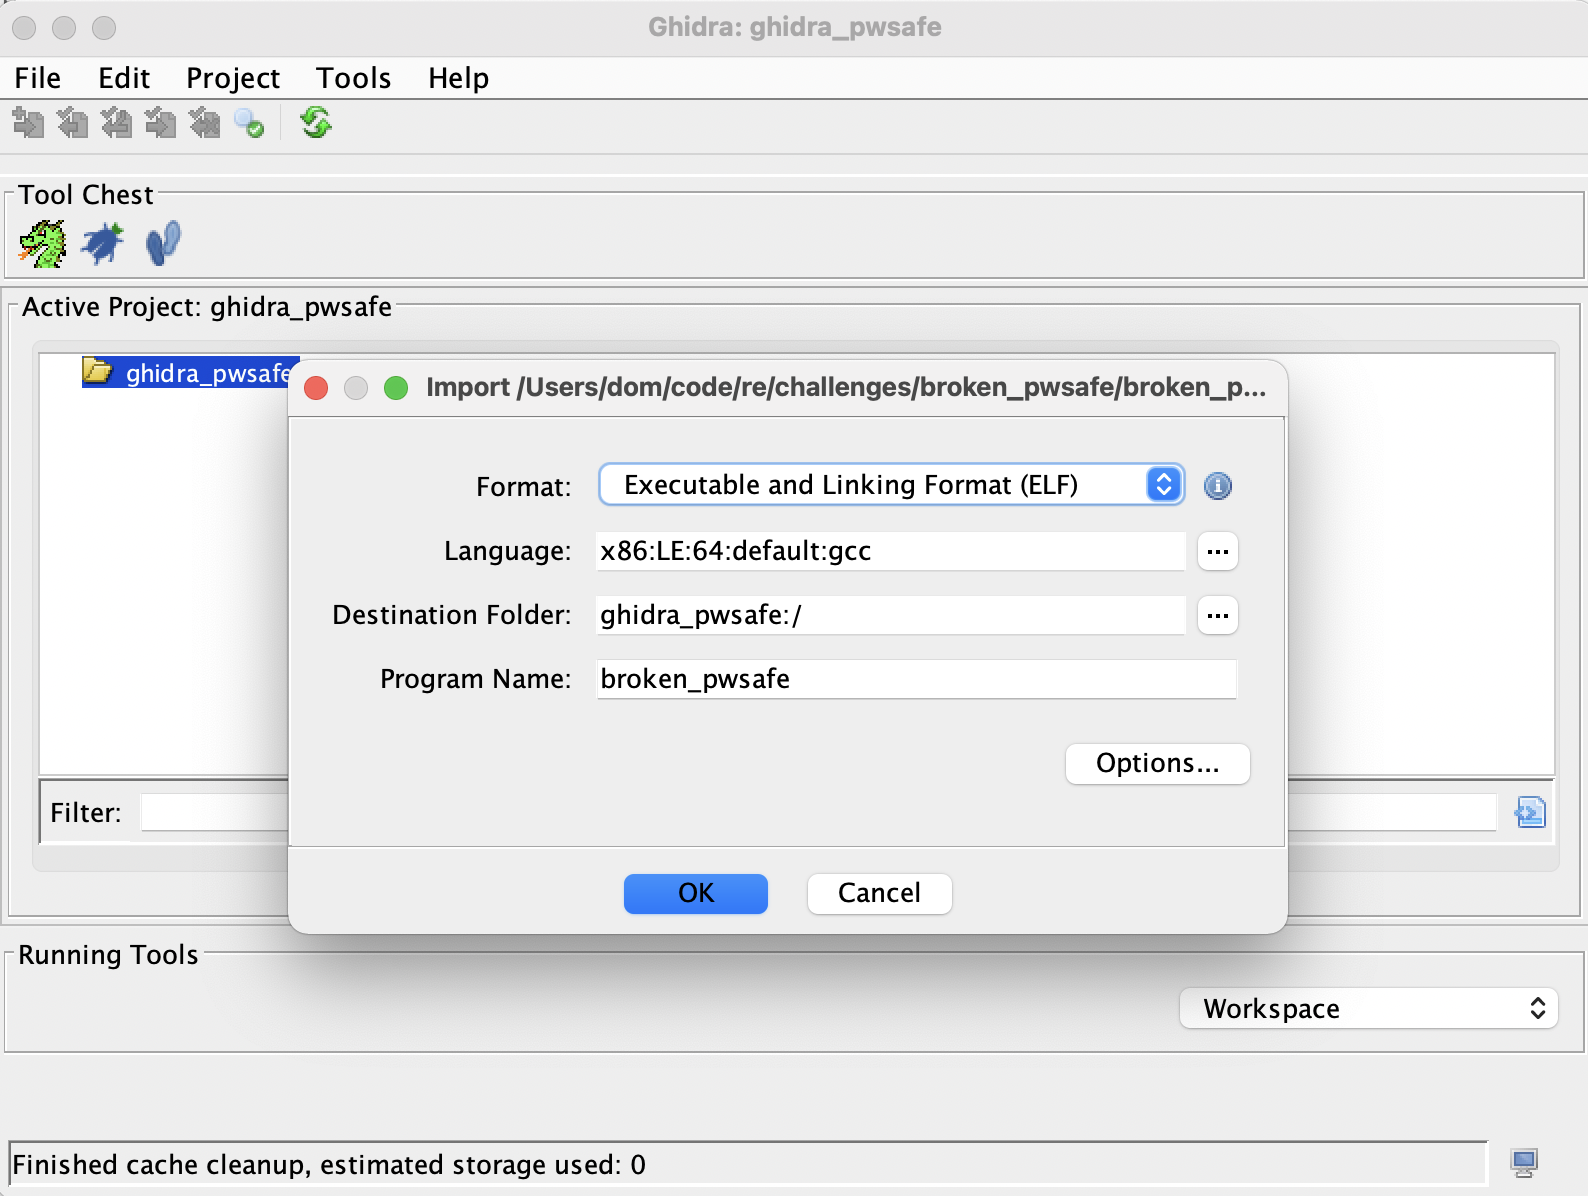 Ghidra: ghidra_pwsafe
File Edit Project Tools Help
Tool Chest
Active Project: ghidra_pwsafe
ghidra_pwsafe
Import /Users/dom/code/re/challenges/broken_pwsafe/broken_p...
Format: Executable and Linking Format (ELF)
Language: x86:LE:64:default:gcc ...
Destination Folder: ghidra_pwsafe:/ ...
Program Name: broken_pwsafe
Options...
Filter:
OK Cancel
Running Tools
Workspace
Finished cache cleanup, estimated storage used: 0